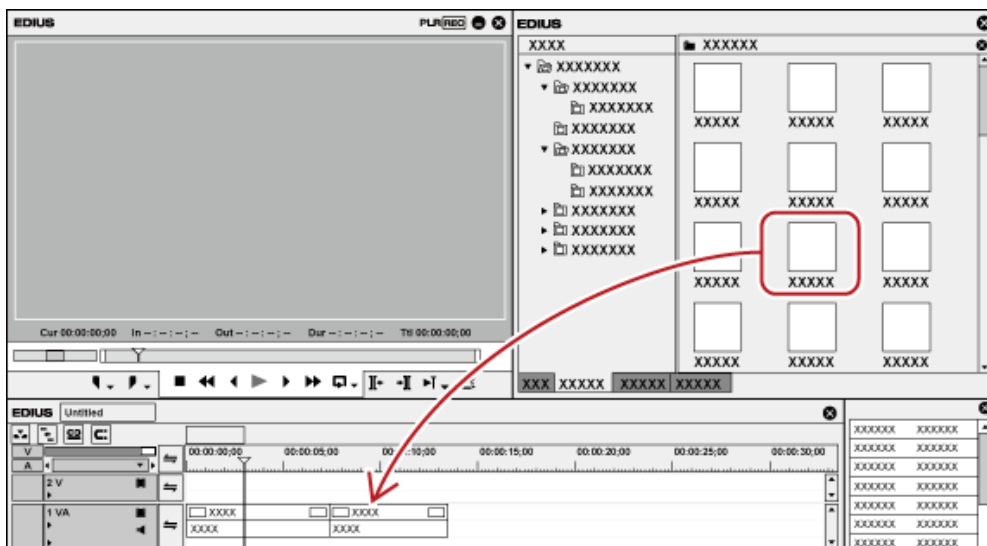 EDIUS
PLR REC
Cur 00:00:00;00 In --:--:--;-- Out --:--:--;-- Dur --:--:--;-- Ttl 00:00:00;00
EDIUS
XXXX
XXXXXXX
XXXXXXX
XXXXXXX
XXXXXXX
XXXXXXX
XXXXXXX
XXXXXXX
XXXXXXX
XXXXXXX
XXXXXXX
XXXXXX
XXXXX XXXXX XXXXX
XXXXX XXXXX XXXXX
XXXXX XXXXX XXXXX
XXXXX XXXXX XXXXX
XXX XXXXX XXXXX XXXXX
EDIUS Untitled
V
A
00:00:00;00 00:00:05;00 00:00:15;00 00:00:20;00 00:00:25;00 00:00:30;00
2 V
1 VA
XXXX XXXX
XXXX XXXX
XXXXXX XXXXXX
XXXXXX XXXXXX
XXXXXX XXXXXX
XXXXXX XXXXXX
XXXXXX XXXXXX
XXXXXX XXXXXX
XXXXXX XXXXXX